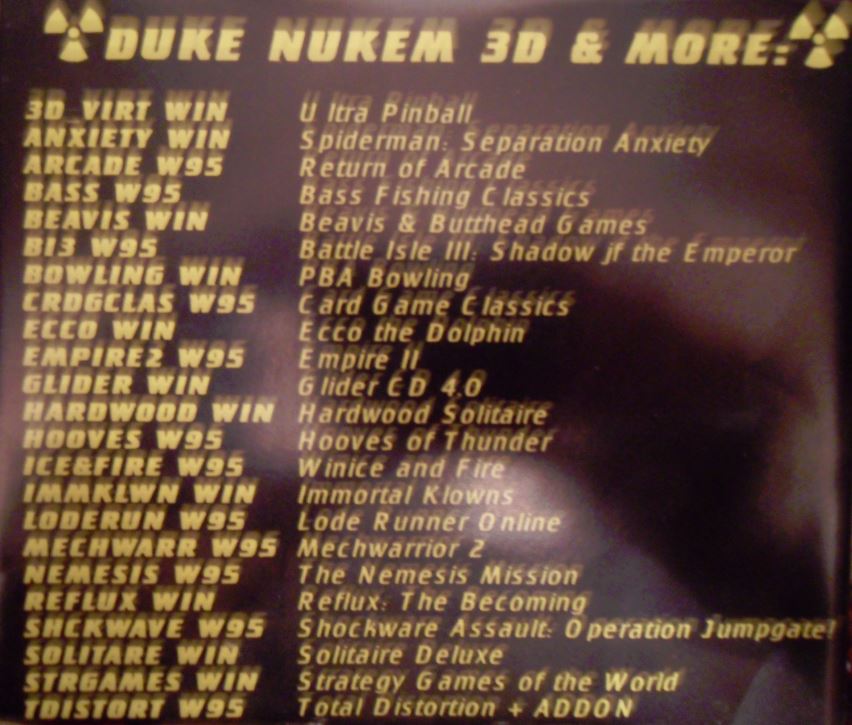 DUKE NUKEM 3D & MORE:
3D_VIRT WIN Ultra Pinball
ANXIETY WIN Spiderman: Separation Anxiety
ARCADE W95 Return of Arcade
BASS W95 Bass Fishing Classics
BEAVIS WIN Beavis & Butthead Games
BI3 W95 Battle Isle III: Shadow jf the Emperor
BOWLING WIN PBA Bowling
CRDGCLAS W95 Card Game Classics
ECCO WIN Ecco the Dolphin
EMPIRE2 W95 Empire II
GLIDER WIN Glider CD 4,0
HARDWOOD WIN Hardwood Solitaire
HOOVES W95 Hooves of Thunder
ICE&FIRE W95 Winice and Fire
IMMKLWN WIN Immortal Klowns
LODERUN W95 Lode Runner Online
MECHWARR W95 Mechwarrior 2
NEMESIS W95 The Nemesis Mission
REFLUX WIN Reflux: The Becoming
SHCKWAVE W95 Shockware Assault: Operation Jumpgate!
SOLITARE WIN Solitaire Deluxe
STRGAMES WIN Strategy Games of the World
TDISTORT W95 Total Distortion + ADDON